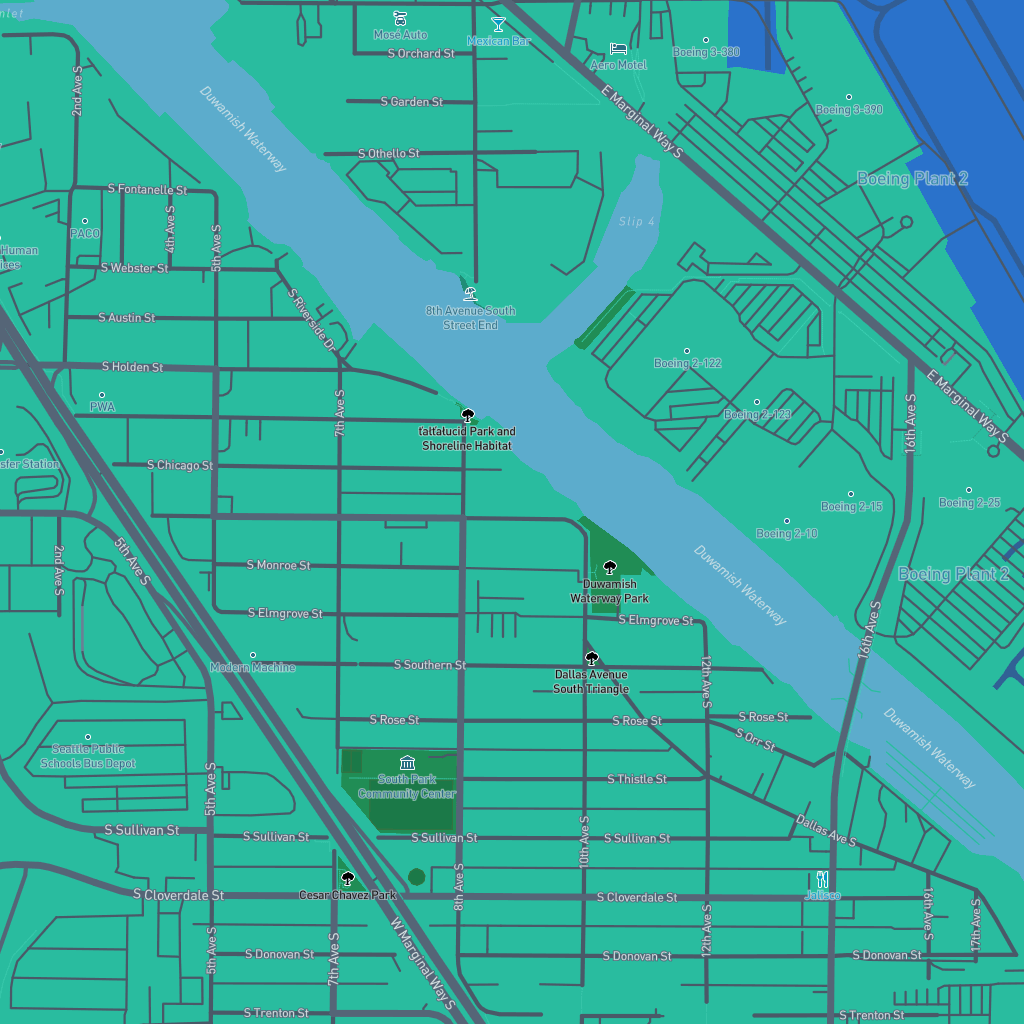 nlet
Mosé Auto
Mexican Bar
S Orchard St
Aero Motel
Boeing 3-380
2nd Ave S
S Garden St
E Marginal Way S
Boeing 3-390
Duwamish Waterway
S Othello St
Boeing Plant 2
S Fontanelle St
4th Ave S
5th Ave S
PACO
Slip 4
Human
ices
S Webster St
8th Avenue South
Street End
S Austin St
S Riverside Dr
S Holden St
Boeing 2-122
PWA
7th Ave S
E Marginal Way S
Boeing 2-123
16th Ave S
t̓ałt̓ałucid Park and
Shoreline Habitat
sfer Station
S Chicago St
Boeing 2-15
Boeing 2-25
Boeing 2-10
2nd Ave S
5th Ave S
S Monroe St
Duwamish
Waterway Park
Duwamish Waterway
Boeing Plant 2
S Elmgrove St
S Elmgrove St
16th Ave S
Modern Machine
S Southern St
12th Ave S
Dallas Avenue
South Triangle
S Rose St
S Rose St
S Rose St
S Orr St
Duwamish Waterway
Seattle Public
Schools Bus Depot
5th Ave S
South Park
Community Center
S Thistle St
S Sullivan St
S Sullivan St
S Sullivan St
S Sullivan St
10th Ave S
Dallas Ave S
S Cloverdale St
Cesar Chavez Park
8th Ave S
S Cloverdale St
Jalisco
16th Ave S
17th Ave S
12th Ave S
5th Ave S
7th Ave S
W Marginal Way S
S Donovan St
S Donovan St
S Donovan St
S Trenton St
S Trenton St